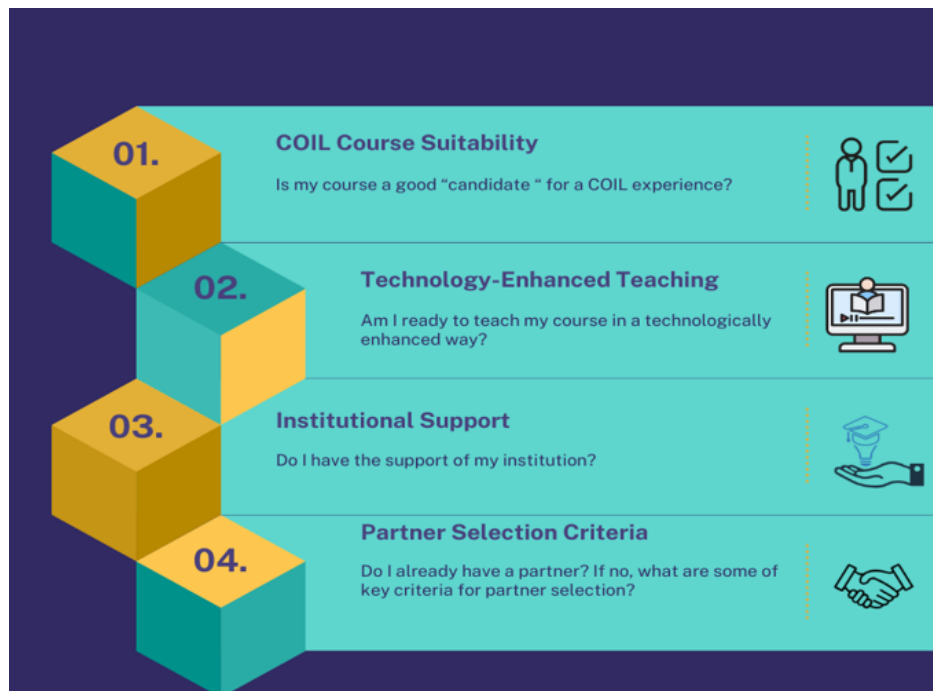 01.
COIL Course Suitability
Is my course a good “candidate “ for a COIL experience?
02.
Technology-Enhanced Teaching
Am I ready to teach my course in a technologically
enhanced way?
03.
Institutional Support
Do I have the support of my institution?
04.
Partner Selection Criteria
Do I already have a partner? If no, what are some of
key criteria for partner selection?